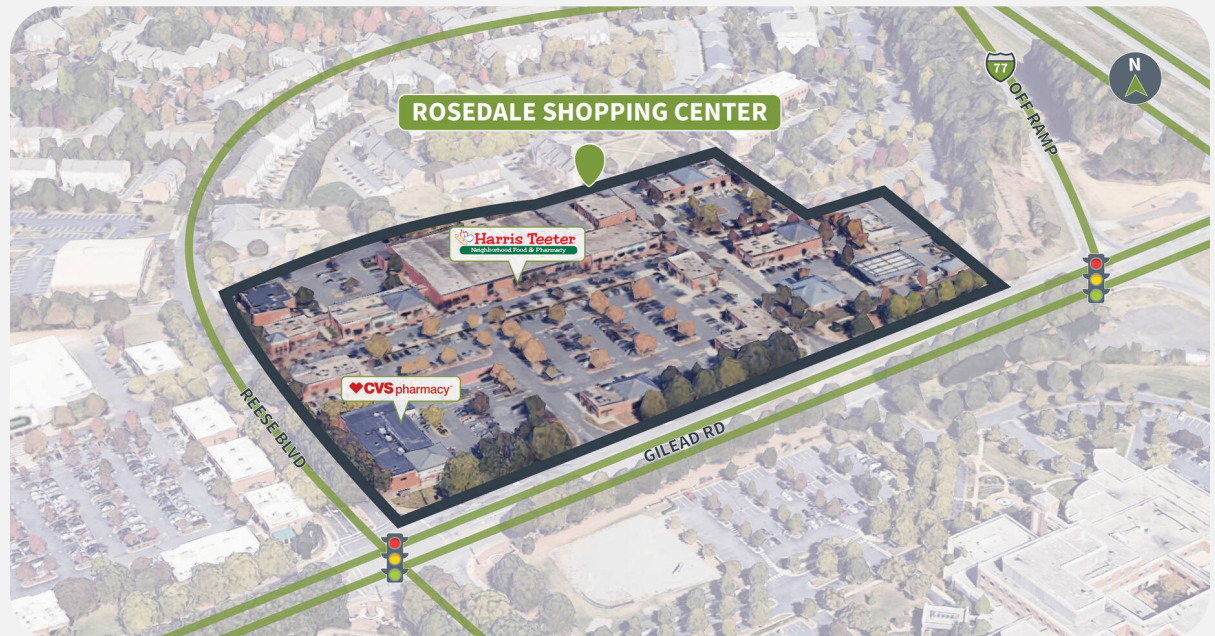 77
OFF RAMP
N
ROSEDALE SHOPPING CENTER
Harris Teeter
Neighborhood Food & Pharmacy
CVS pharmacy
REESE BLVD
GILEAD RD